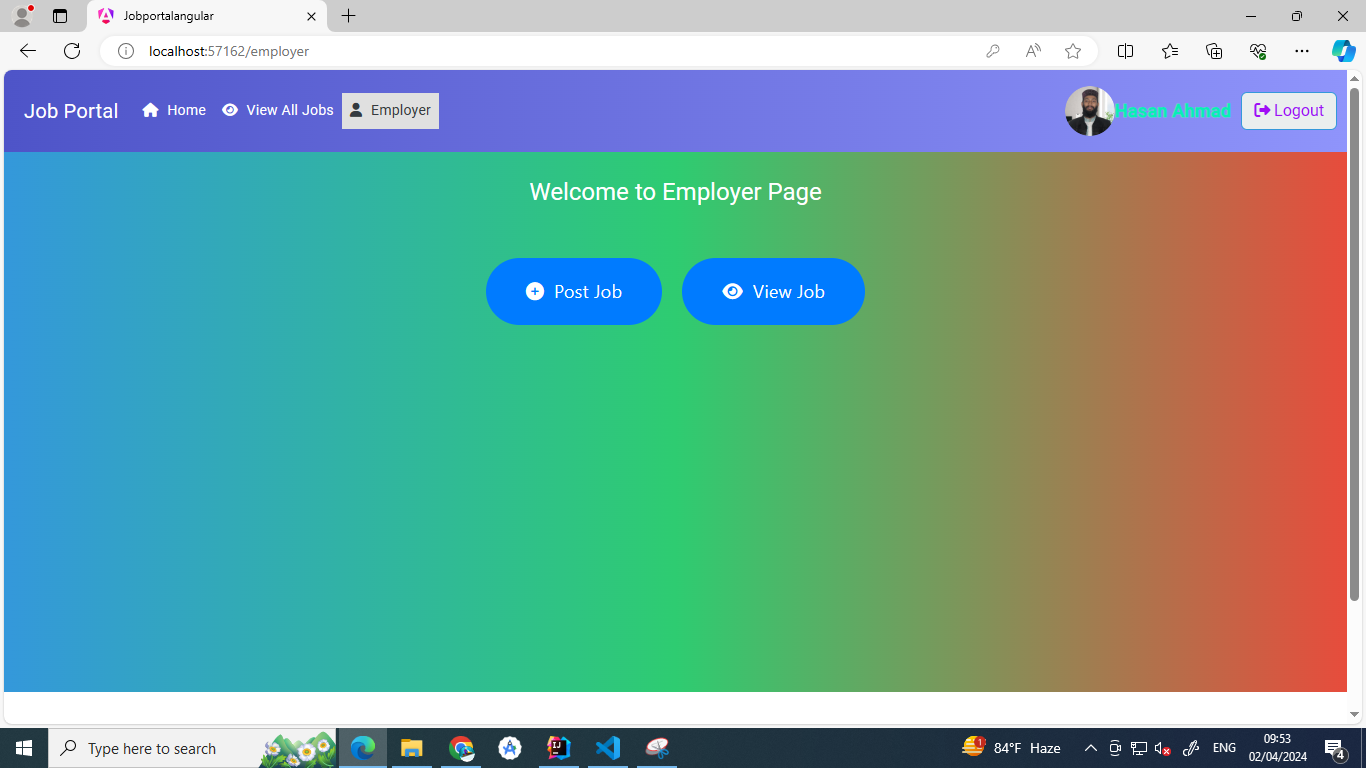 Jobportalangular
localhost:57162/employer
Job Portal
Home
View All Jobs
Employer
Hasan Ahmad
Logout
Welcome to Employer Page
Post Job
View Job
Type here to search
1
84°F Haze
ENG
09:53
02/04/2024
4